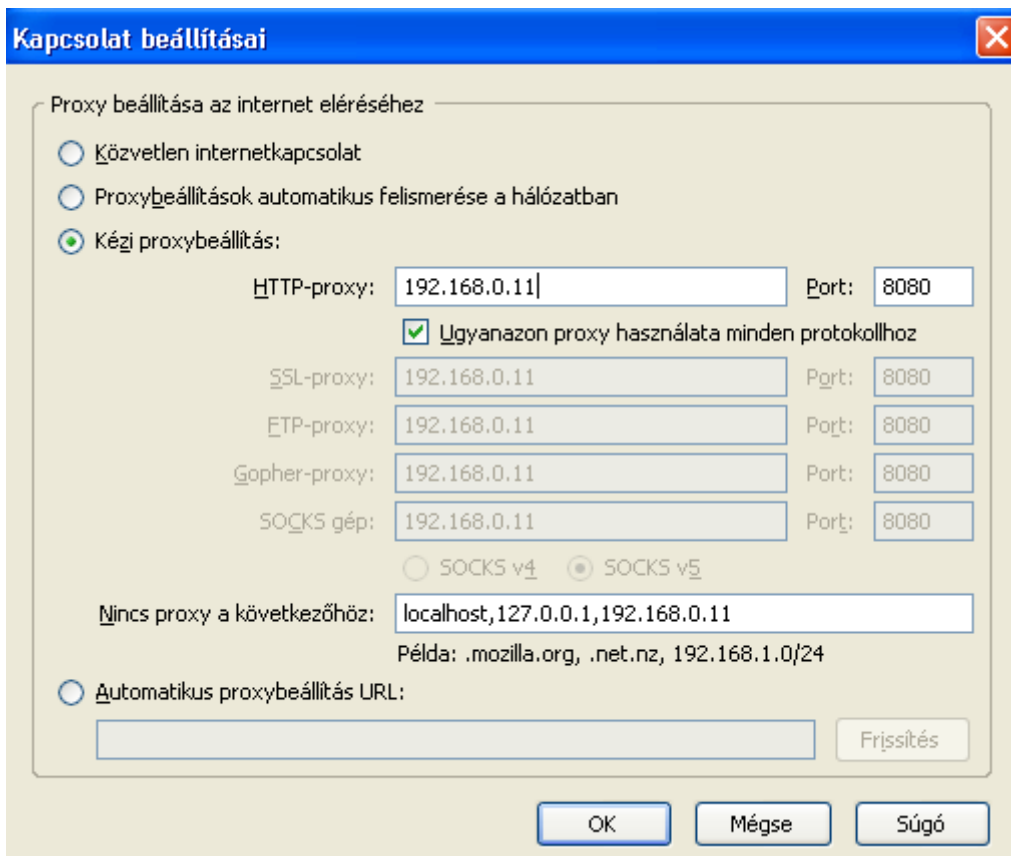 Kapcsolat beállításai
Proxy beállítása az internet eléréséhez
Közvetlen internetkapcsolat
Proxybeállítások automatikus felismerése a hálózatban
Kézi proxybeállítás:
HTTP-proxy: 192.168.0.11 Port: 8080
Ugyanazon proxy használata minden protokollhoz
SSL-proxy: 192.168.0.11 Port: 8080
FTP-proxy: 192.168.0.11 Port: 8080
Gopher-proxy: 192.168.0.11 Port: 8080
SOCKS gép: 192.168.0.11 Port: 8080
SOCKS v4 SOCKS v5
Nincs proxy a következőhöz: localhost,127.0.0.1,192.168.0.11
Példa: .mozilla.org, .net.nz, 192.168.1.0/24
Automatikus proxybeállítás URL:
Frissítés
OK Mégse Súgó